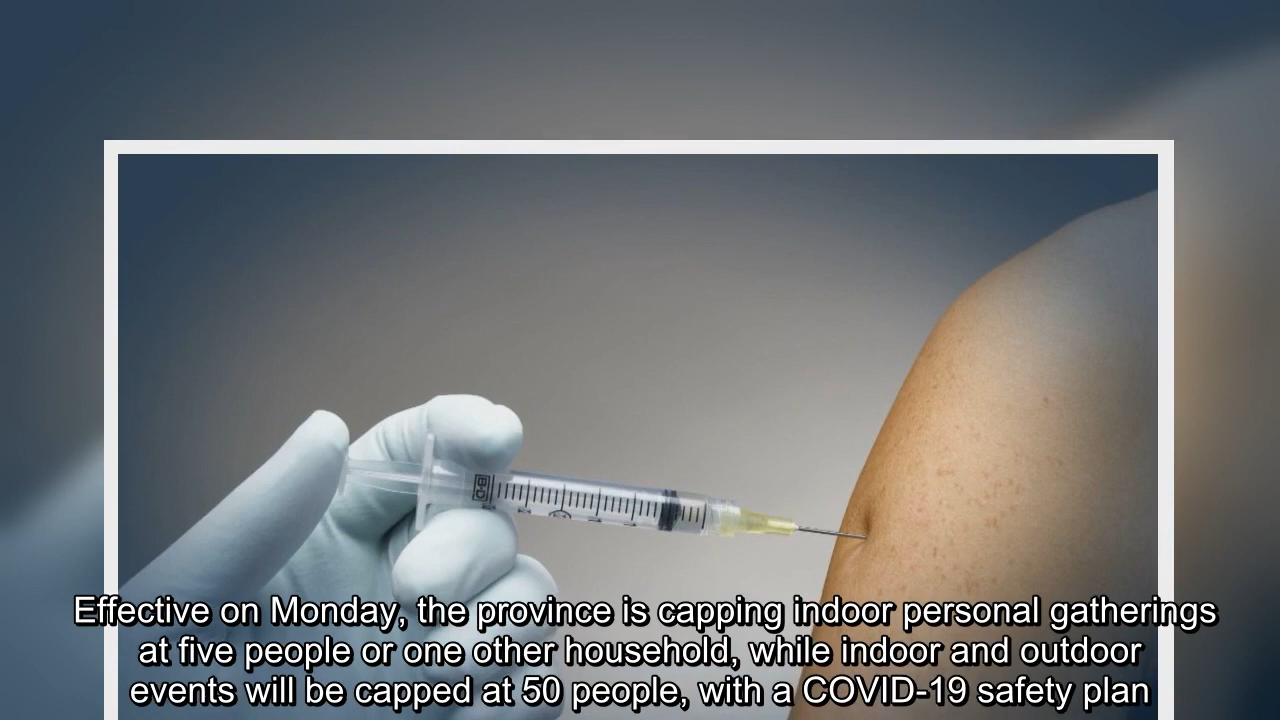 Effective on Monday, the province is capping indoor personal gatherings
at five people or one other household, while indoor and outdoor
events will be capped at 50 people, with a COVID-19 safety plan